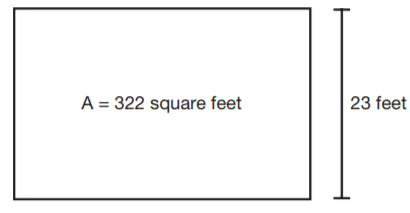 A = 322 square feet
23 feet